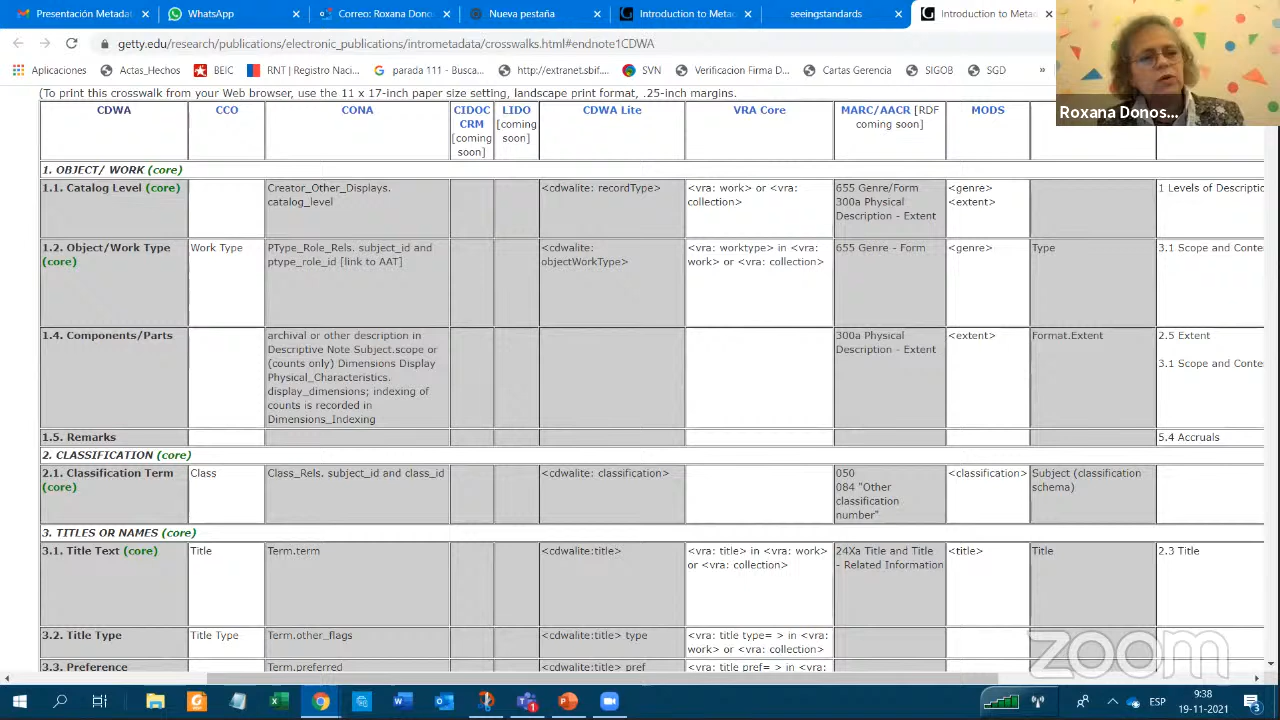 Presentación Metadat
WhatsApp
Correo: Roxana Dono
Nueva pestaña
Introduction to Meta
seeingstandards
Introduction to Meta
getty.edu/research/publications/electronic_publications/intrometadata/crosswalks.html#endnote1CDWA
Aplicaciones
Actas_Hechos
BEIC
RNT | Registro Naci...
parada 111 - Busca...
http://extranet.sbif...
SVN
Verificacion Firma D...
Cartas Gerencia
SIGOB
SGD
»
Roxana Donos...
(To print this crosswalk from your Web browser, use the 11 x 17-inch paper size setting, landscape print format, .25-inch margins.
CDWA
CCO
CONA
CIDOC
CRM
[coming
soon]
LIDO
[coming
soon]
CDWA Lite
VRA Core
MARC/AACR [RDF
coming soon]
MODS
1. OBJECT/ WORK (core)
1.1. Catalog Level (core)
Creator_Other_Displays.
catalog_level
<cdwalite: recordType>
<vra: work> or <vra:
collection>
655 Genre/Form
300a Physical
Description - Extent
<genre>
<extent>
1 Levels of Descriptio
1.2. Object/Work Type
(core)
Work Type
PType_Role_Rels. subject_id and
ptype_role_id [link to AAT]
<cdwalite:
objectWorkType>
<vra: worktype> in <vra:
work> or <vra: collection>
655 Genre - Form
<genre>
Type
3.1 Scope and Conte
1.4. Components/Parts
archival or other description in
Descriptive Note Subject.scope or
(counts only) Dimensions Display
Physical_Characteristics.
display_dimensions; indexing of
counts is recorded in
Dimensions_Indexing
300a Physical
Description - Extent
<extent>
Format.Extent
2.5 Extent
3.1 Scope and Conte
1.5. Remarks
5.4 Accruals
2. CLASSIFICATION (core)
2.1. Classification Term
(core)
Class
Class_Rels. subject_id and class_id
<cdwalite: classification>
050
084 "Other
classification
number"
<classification>
Subject (classification
schema)
3. TITLES OR NAMES (core)
3.1. Title Text (core)
Title
Term.term
<cdwalite:title>
<vra: title> in <vra: work>
or <vra: collection>
24Xa Title and Title
- Related Information
<title>
Title
2.3 Title
3.2. Title Type
Title Type
Term.other_flags
<cdwalite:title> type
<vra: title type= > in <vra:
work> or <vra: collection>
3.3. Preference
Term.preferred
<cdwalite:title> pref
<vra: title pref= > in <vra:
zoom
ESP
9:38
19-11-2021
3